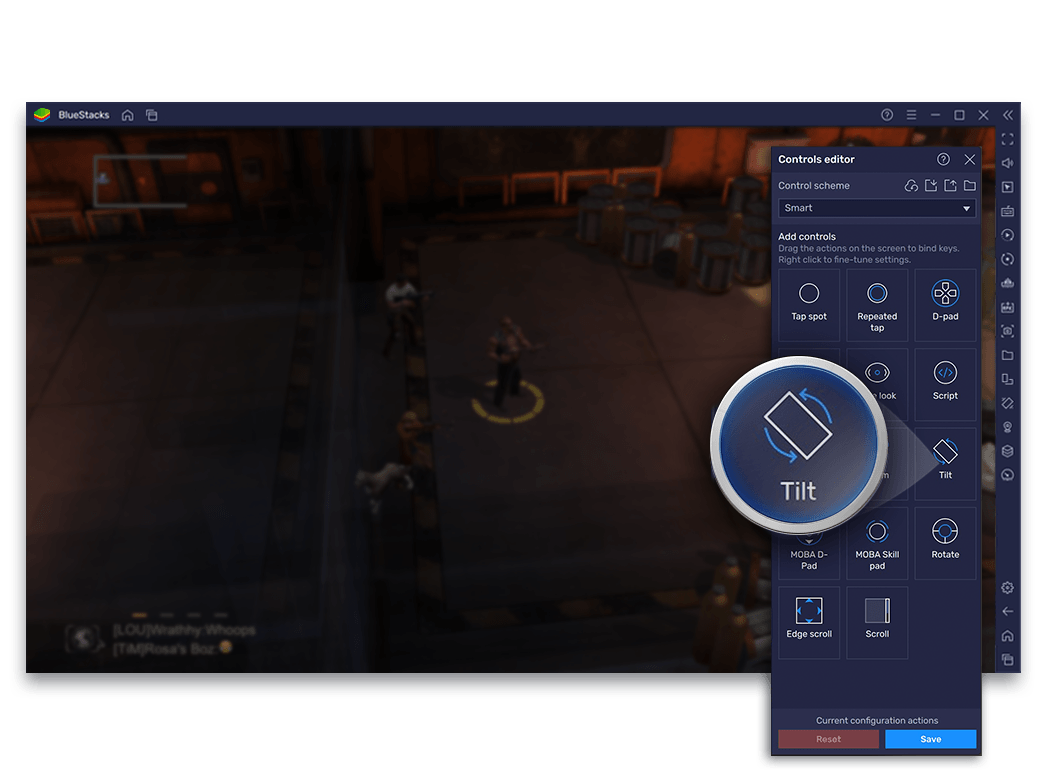 BlueStacks
Controls editor
Control scheme
Smart
Add controls
Drag the actions on the screen to bind keys.
Right click to fine-tune settings.
Tap spot
Repeated
tap
D-pad
look
Script
Tilt
Tilt
MOBA D-
Pad
MOBA Skill
pad
Rotate
Edge scroll
Scroll
[LOU]Wrathhy:Whoops
[TiM]Rosa's Boz:
Current configuration actions
Reset
Save